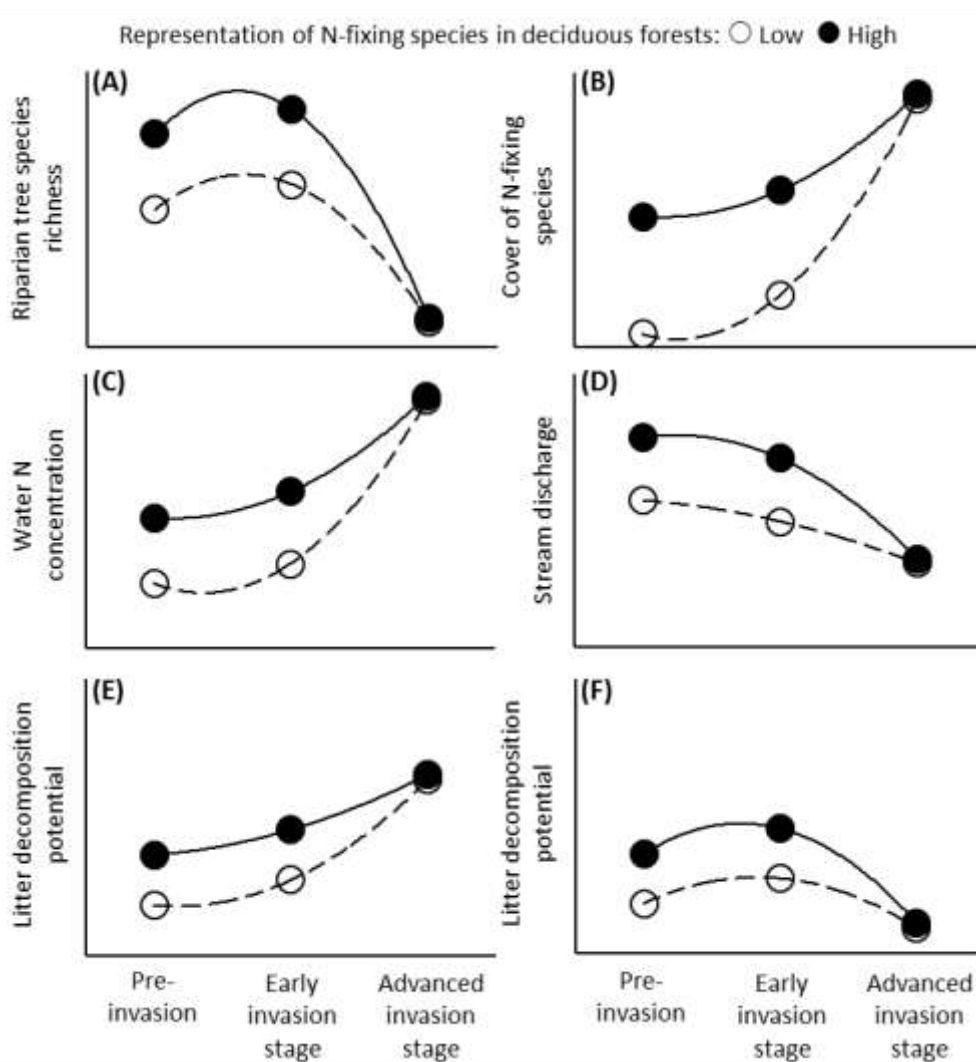 Representation of N-fixing species in deciduous forests: Low High
(A)
Riparian tree species
richness
(B)
Cover of N-fixing
species
(C)
Water N
concentration
(D)
Stream discharge
(E)
Litter decomposition
potential
(F)
Litter decomposition
potential
Pre-
invasion
Early
invasion
stage
Advanced
invasion
stage
Pre-
invasion
Early
invasion
stage
Advanced
invasion
stage